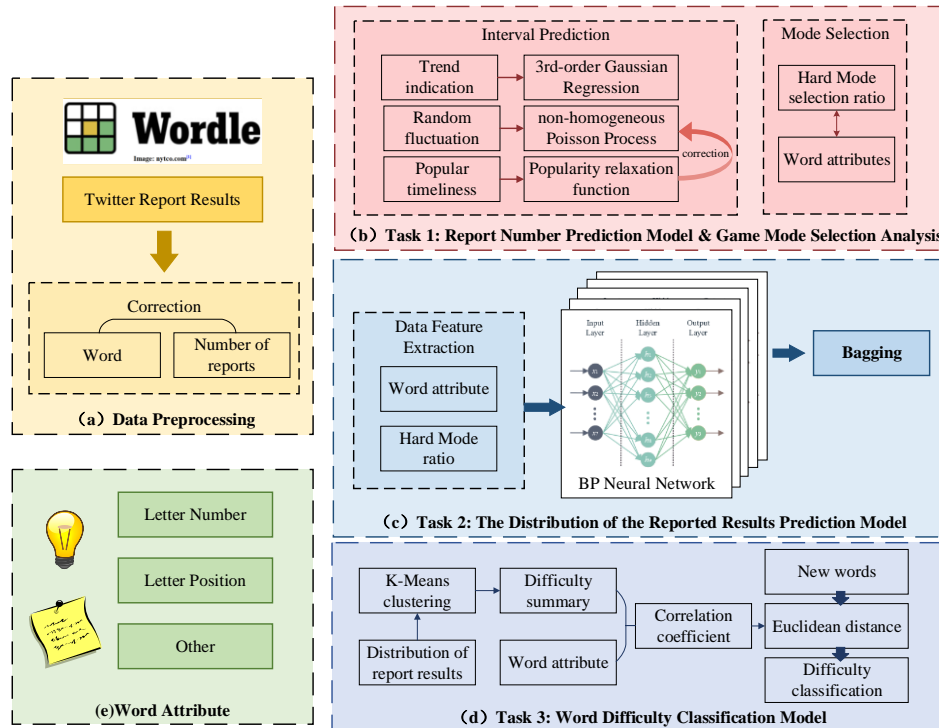 Wordle
Image: nytco.com[1]
Twitter Report Results
Correction
Word
Number of
reports
(a) Data Preprocessing
Interval Prediction
Trend
indication
3rd-order Gaussian
Regression
Random
fluctuation
non-homogeneous
Poisson Process
Popular
timeliness
Popularity relaxation
function
correction
Mode Selection
Hard Mode
selection ratio
Word attributes
(b) Task 1: Report Number Prediction Model & Game Mode Selection Analysis
Data Feature
Extraction
Word attribute
Hard Mode
ratio
Input
Layer
Hidden
Layer
Output
Layer
BP Neural Network
Bagging
(c) Task 2: The Distribution of the Reported Results Prediction Model
K-Means
clustering
Difficulty
summary
Distribution of
report results
Word
attribute
Correlation
coefficient
New words
Euclidean distance
Difficulty
classification
(d) Task 3: Word Difficulty Classification Model
Letter Number
Letter Position
Other
(e)Word Attribute